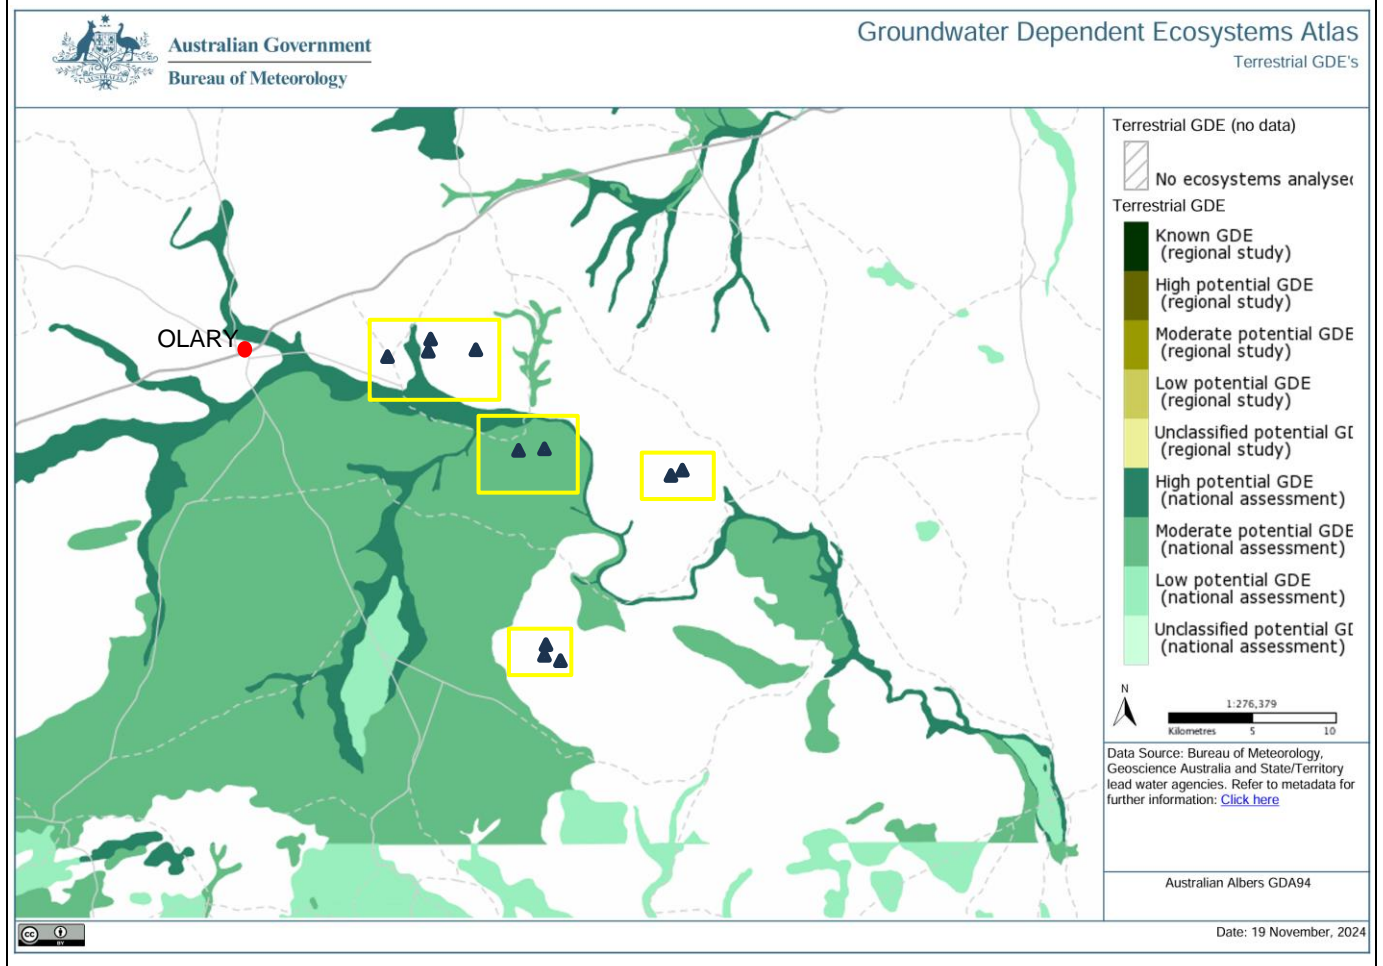 Australian Government
Bureau of Meteorology
Groundwater Dependent Ecosystems Atlas
Terrestrial GDE's
OLARY
Terrestrial GDE (no data)
No ecosystems analysed
Terrestrial GDE
Known GDE
(regional study)
High potential GDE
(regional study)
Moderate potential GDE
(regional study)
Low potential GDE
(regional study)
Unclassified potential GD
(regional study)
High potential GDE
(national assessment)
Moderate potential GDE
(national assessment)
Low potential GDE
(national assessment)
Unclassified potential GD
(national assessment)
N
1:276,379
Kilometres 5 10
Data Source: Bureau of Meteorology,
Geoscience Australia and State/Territory
lead water agencies. Refer to metadata for
further information: Click here
Australian Albers GDA94
cc BY
Date: 19 November, 2024